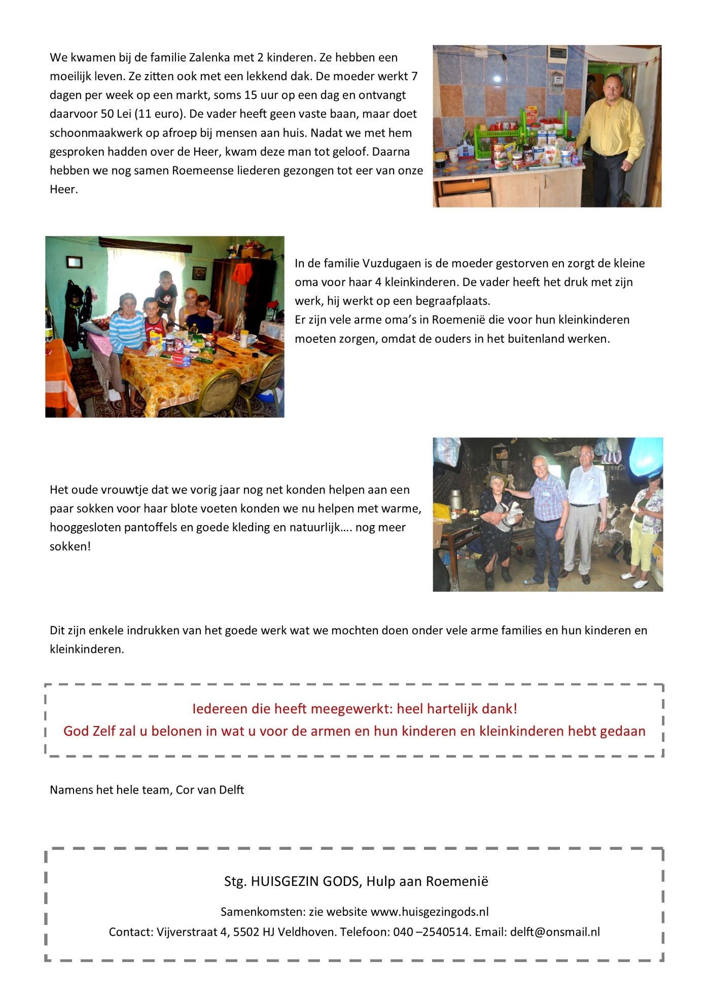 We kwamen bij de familie Zalenka met 2 kinderen. Ze hebben een
moeilijk leven. Ze zitten ook met een lekkend dak. De moeder werkt 7
dagen per week op een markt, soms 15 uur op een dag en ontvangt
daarvoor 50 Lei (11 euro). De vader heeft geen vaste baan, maar doet
schoonmaakwerk op afroep bij mensen aan huis. Nadat we met hem
gesproken hadden over de Heer, kwam deze man tot geloof. Daarna
hebben we nog samen Roemeense liederen gezongen tot eer van onze
Heer.
In de familie Vuzdugaen is de moeder gestorven en zorgt de kleine
oma voor haar 4 kleinkinderen. De vader heeft het druk met zijn
werk, hij werkt op een begraafplaats.
Er zijn vele arme oma’s in Roemenië die voor hun kleinkinderen
moeten zorgen, omdat de ouders in het buitenland werken.
Het oude vrouwtje dat we vorig jaar nog net konden helpen aan een
paar sokken voor haar blote voeten konden we nu helpen met warme,
hooggesloten pantoffels en goede kleding en natuurlijk…. nog meer
sokken!
Dit zijn enkele indrukken van het goede werk wat we mochten doen onder vele arme families en hun kinderen en
kleinkinderen.
Iedereen die heeft meegewerkt: heel hartelijk dank!
God Zelf zal u belonen in wat u voor de armen en hun kinderen en kleinkinderen hebt gedaan
Namens het hele team, Cor van Delft
Stg. HUISGEZIN GODS, Hulp aan Roemenië
Samenkomsten: zie website www.huisgezingods.nl
Contact: Vijverstraat 4, 5502 HJ Veldhoven. Telefoon: 040 –2540514. Email: delft@onsmail.nl